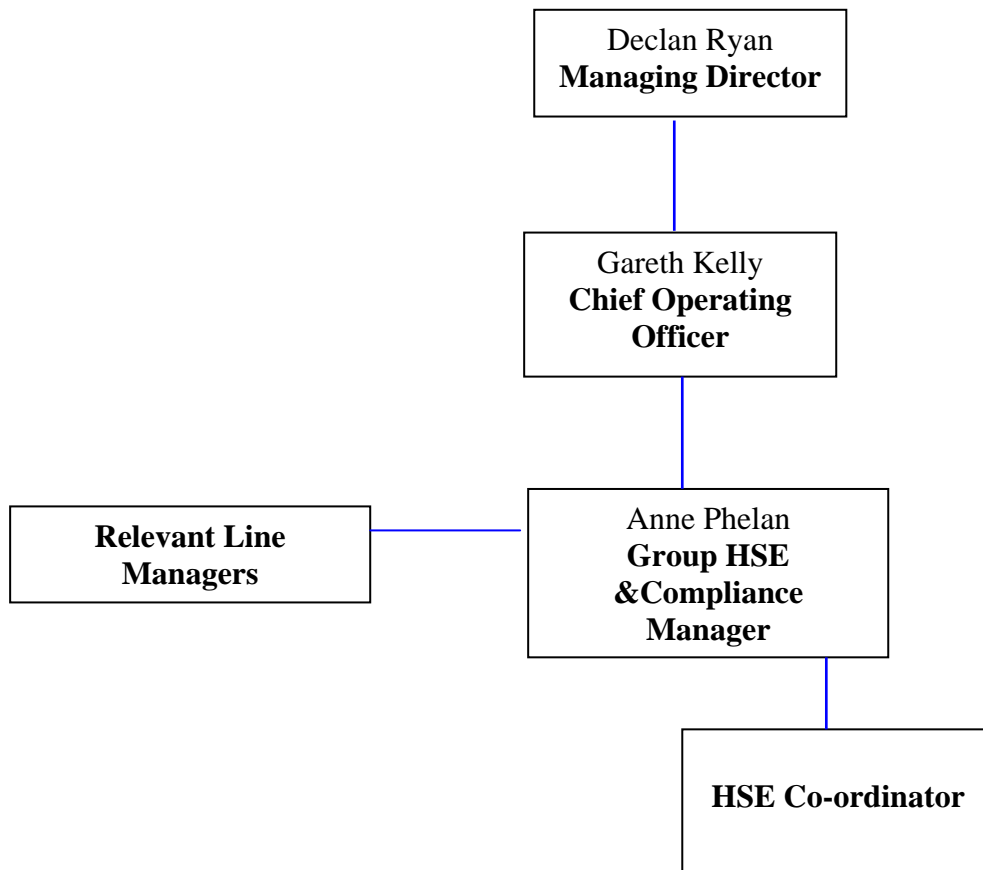 Declan Ryan
Managing Director
Gareth Kelly
Chief Operating
Officer
Relevant Line
Managers
Anne Phelan
Group HSE
&Compliance
Manager
HSE Co-ordinator